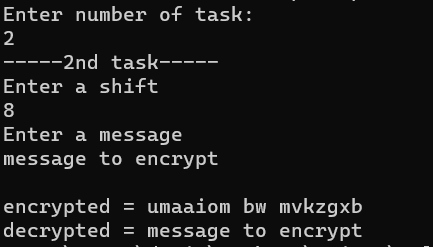 Enter number of task:
2
-----2nd task-----
Enter a shift
8
Enter a message
message to encrypt
encrypted = umaaiom bw mvkzgxb
decrypted = message to encrypt